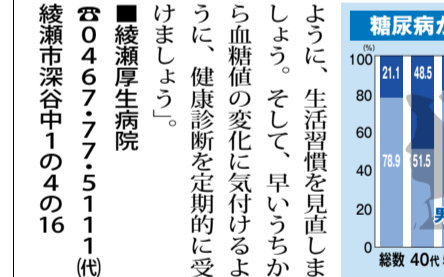 ように、生活習慣を見直しま
しょう。そして、早いうちか
ら血糖値の変化に気付けるよ
うに、健康診断を定期的に受
けましょう」。
■綾瀬厚生病院
☎0467・77・5111(代)
綾瀬市深谷中1の4の16
糖尿病が
(%)
100
80
60
40
20
0
21.1
48.5
78.9
51.5
男
総数
40代